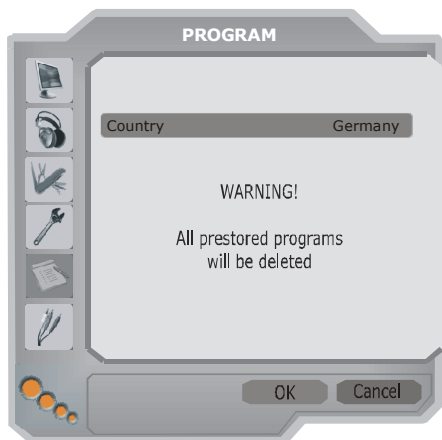 PROGRAM
Country Germany
WARNING!
All prestored programs
will be deleted
OK Cancel